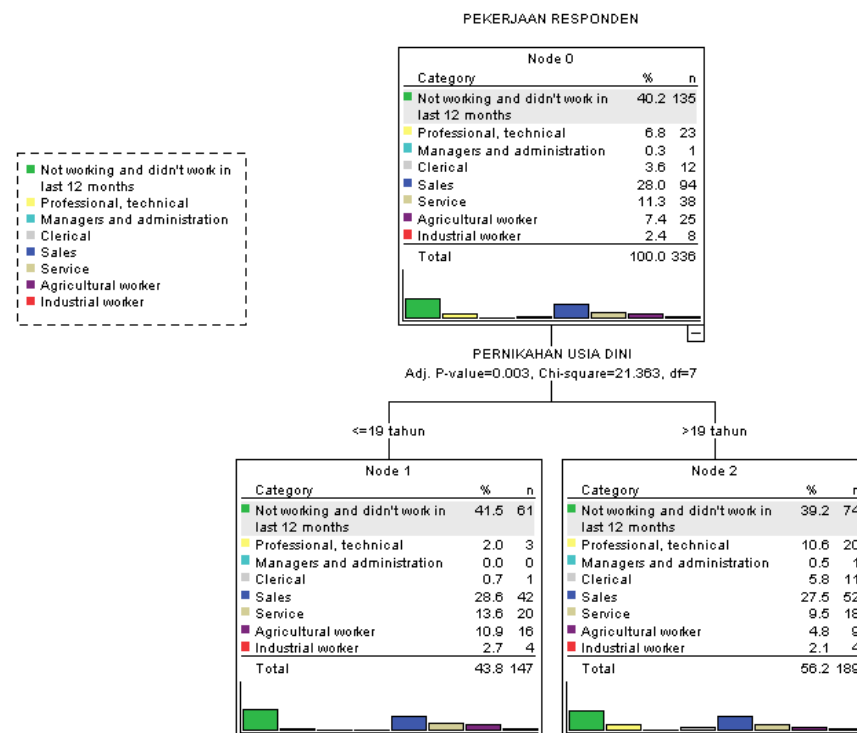 PEKERJAAN RESPONDEN
Node 0
Category % n
Not working and didn't work in
last 12 months 40.2 135
Professional, technical 6.8 23
Managers and administration 0.3 1
Clerical 3.6 12
Sales 28.0 94
Service 11.3 38
Agricultural worker 7.4 25
Industrial worker 2.4 8
Total 100.0 336
Not working and didn't work in
last 12 months
Professional, technical
Managers and administration
Clerical
Sales
Service
Agricultural worker
Industrial worker
PERNIKAHAN USIA DINI
Adj. P-value=0.003, Chi-square=21.363, df=7
<=19 tahun
>19 tahun
Node 1
Category % n
Not working and didn't work in
last 12 months 41.5 61
Professional, technical 2.0 3
Managers and administration 0.0 0
Clerical 0.7 1
Sales 28.6 42
Service 13.6 20
Agricultural worker 10.9 16
Industrial worker 2.7 4
Total 43.8 147
Node 2
Category % n
Not working and didn't work in
last 12 months 39.2 74
Professional, technical 10.6 20
Managers and administration 0.5 1
Clerical 5.8 11
Sales 27.5 52
Service 9.5 18
Agricultural worker 4.8 9
Industrial worker 2.1 4
Total 56.2 189